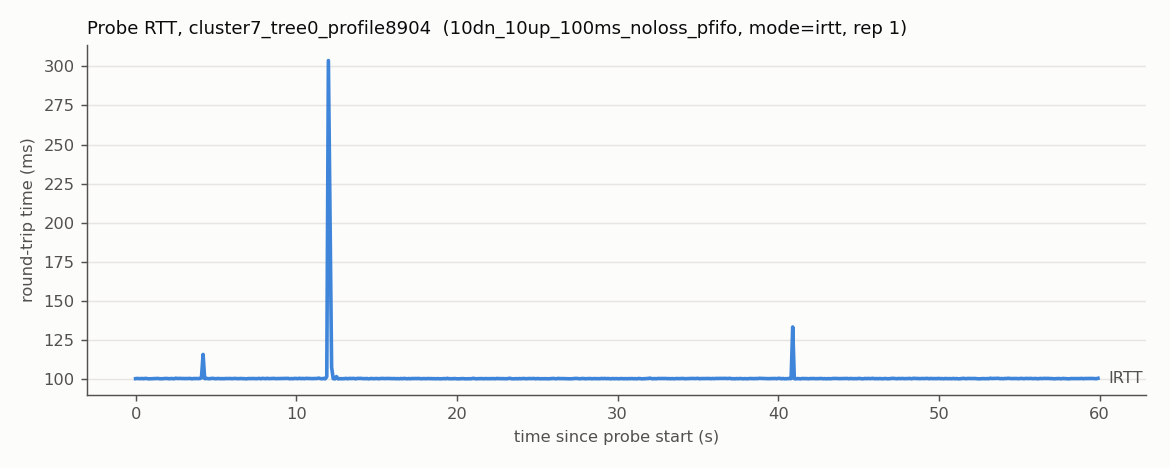 Probe RTT, cluster7_tree0_profile8904 (10dn_10up_100ms_noloss_pfifo, mode=irtt, rep 1)
round-trip time (ms)
300
275
250
225
200
175
150
125
100
IRTT
0 10 20 30 40 50 60
time since probe start (s)